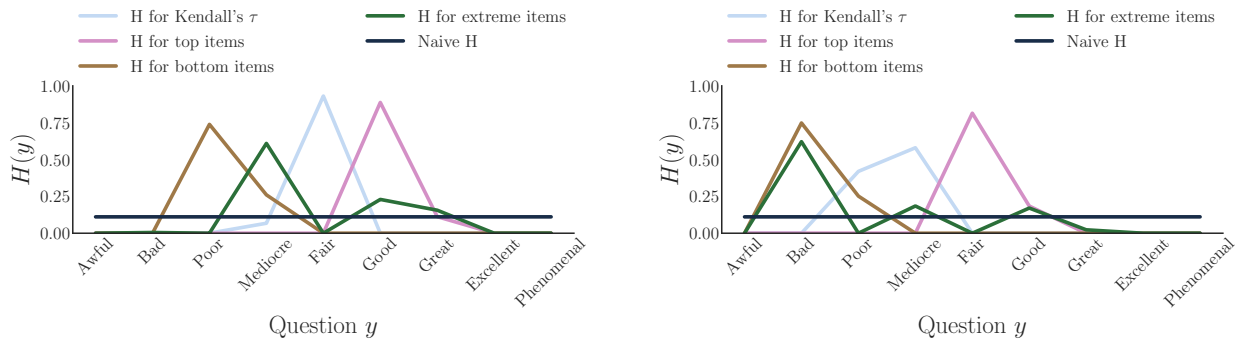 H for Kendall's τ
H for top items
H for bottom items
H for extreme items
Naive H
1.00
0.75
0.50
0.25
0.00
H(y)
Awful
Bad
Poor
Mediocre
Fair
Good
Great
Excellent
Phenomenal
Question y
H for Kendall's τ
H for top items
H for bottom items
H for extreme items
Naive H
1.00
0.75
0.50
0.25
0.00
H(y)
Awful
Bad
Poor
Mediocre
Fair
Good
Great
Excellent
Phenomenal
Question y